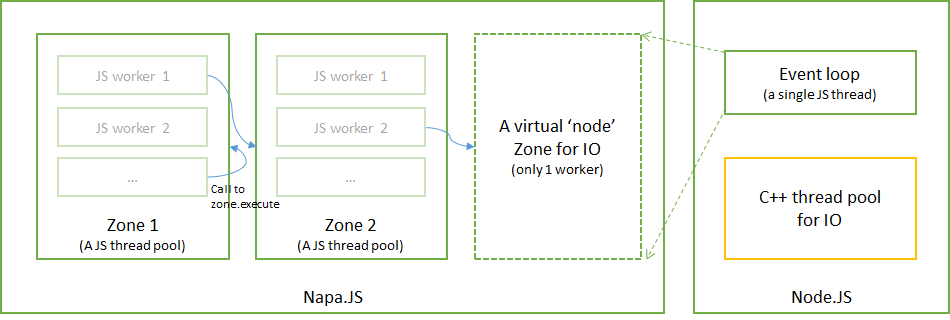 JS worker 1
JS worker 2
...
Call to
zone.execute
Zone 1
(A JS thread pool)
JS worker 1
JS worker 2
...
Zone 2
(A JS thread pool)
A virtual ‘node’
Zone for IO
(only 1 worker)
Napa.JS
Event loop
(a single JS thread)
C++ thread pool
for IO
Node.JS